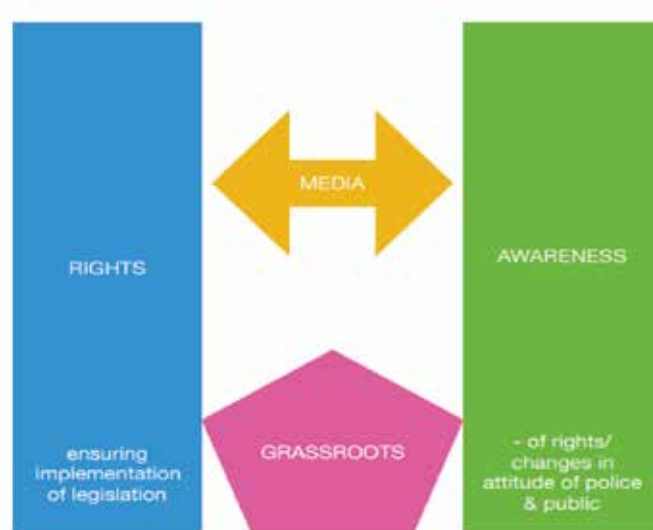 MEDIA
RIGHTS
AWARENESS
GRASSROOTS
ensuring
implementation
of legislation
- of rights/
changes in
attitude of police
& public